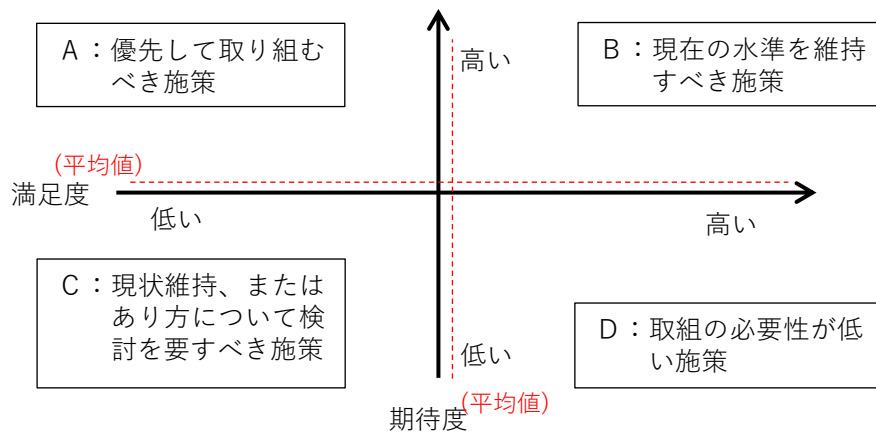 A：優先して取り組む
べき施策
高い
B：現在の水準を維持
すべき施策
(平均値)
満足度
低い
高い
C：現状維持、または
あり方について検
討を要すべき施策
低い
D：取組の必要性が低
い施策
(平均値)
期待度